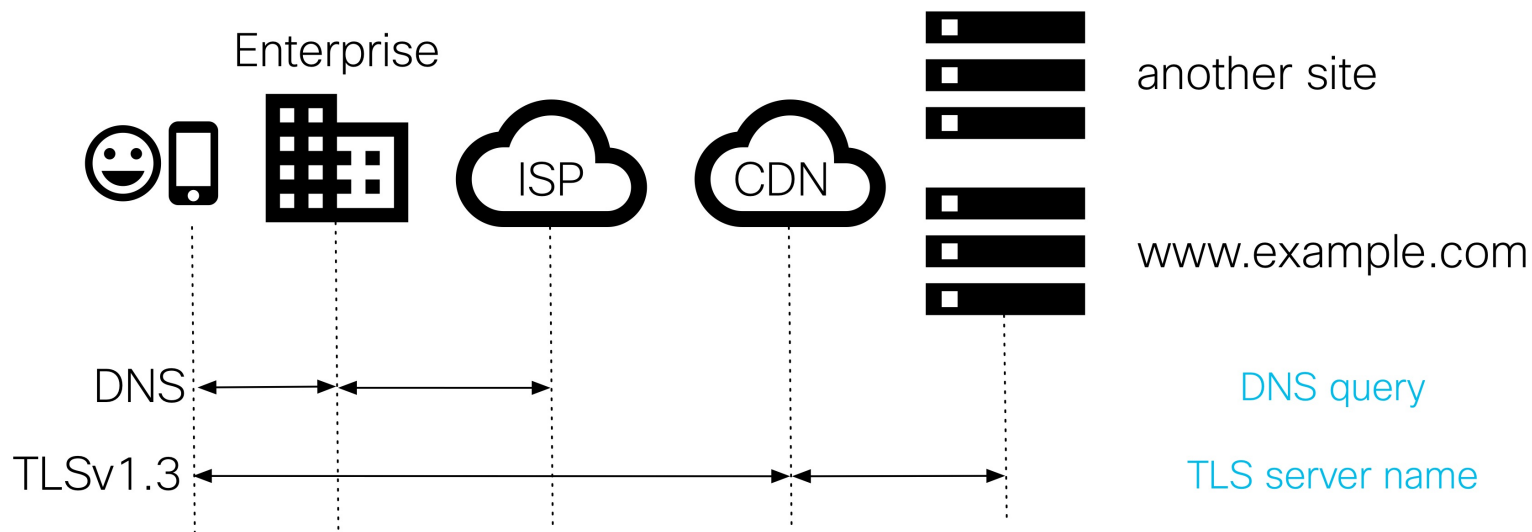 Enterprise
another site
ISP
CDN
www.example.com
DNS
DNS query
TLSv1.3
TLS server name